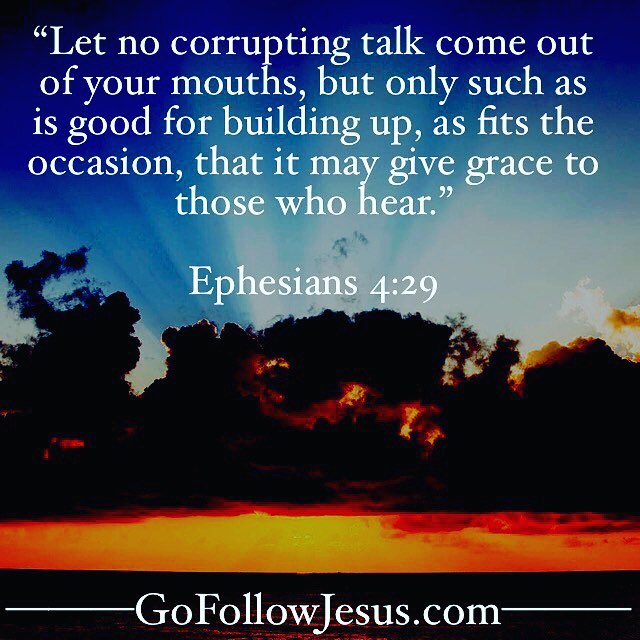 “Let no corrupting talk come out
of your mouths, but only such as
is good for building up, as fits the
occasion, that it may give grace to
those who hear.”
Ephesians 4:29
GoFollowJesus.com